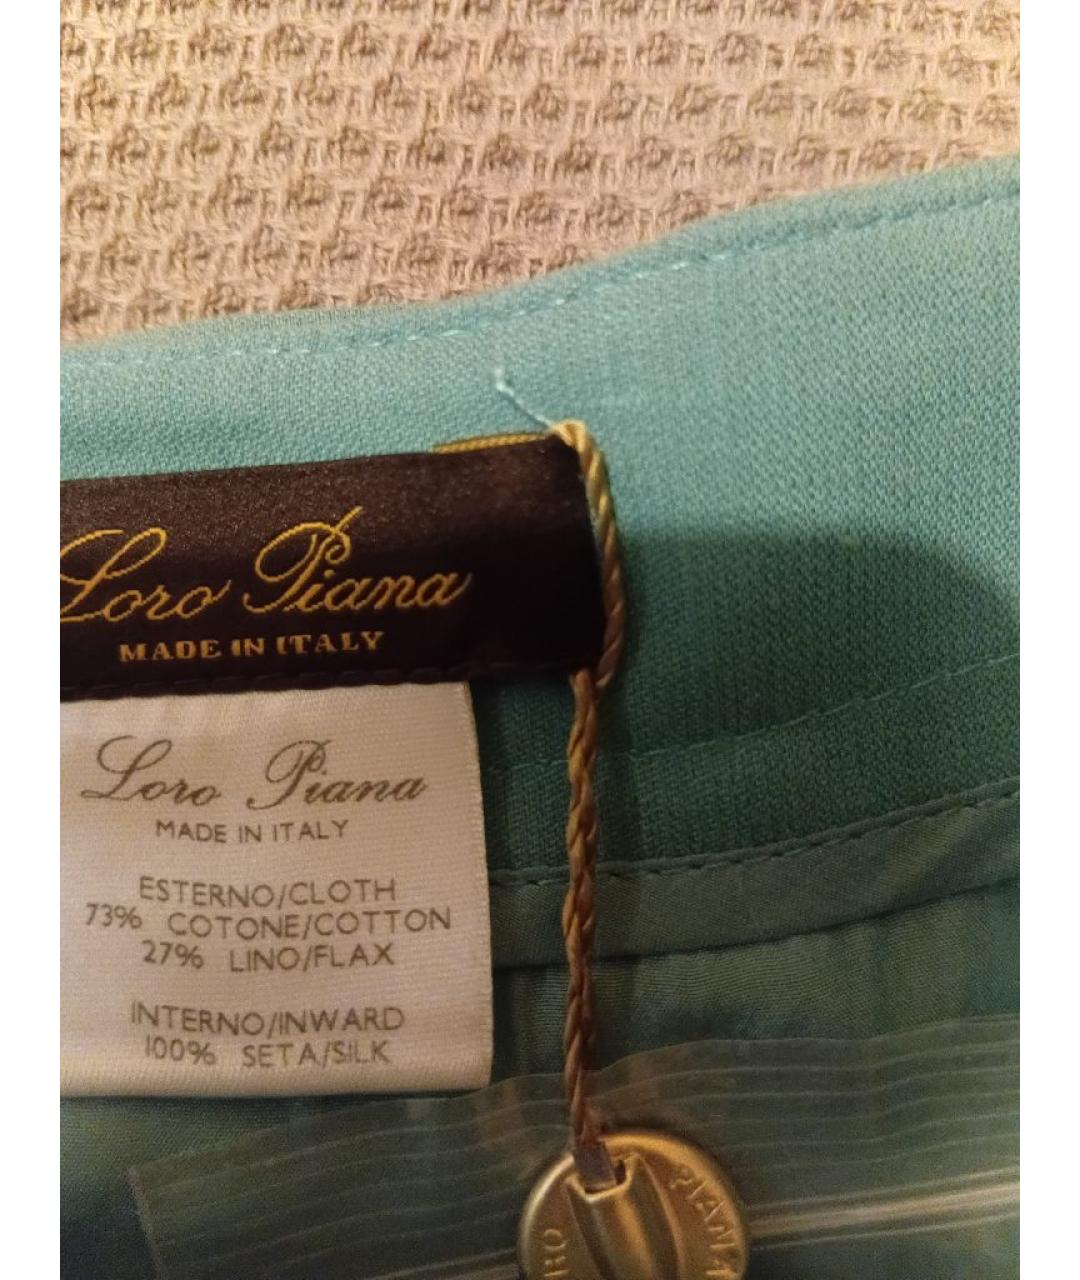 Loro Piana
MADE IN ITALY
Loro Piana
MADE IN ITALY
ESTERNO/CLOTH
73% COTONE/COTTON
27% LINO/FLAX
INTERNO/INWARD
100% SETA/SILK
PIANA